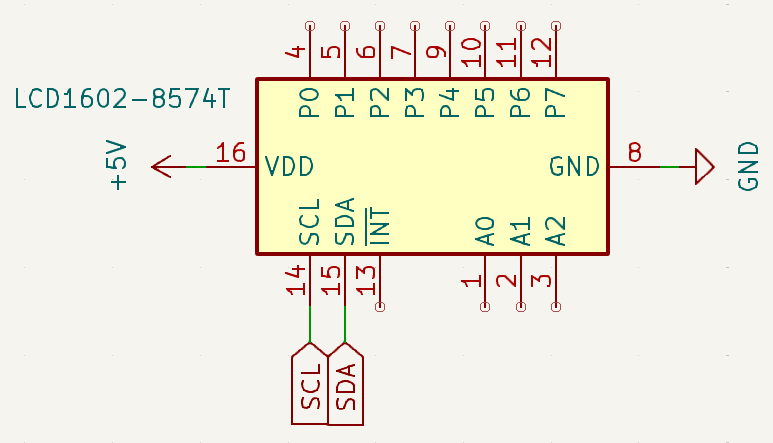 4 5 6 7 9 10 11 12
LCD1602-8574T
P0 P1 P2 P3 P4 P5 P6 P7
+5V
16
VDD
GND
8
GND
SCL SDA INT
A0 A1 A2
14 15 13
1 2 3
SCL SDA